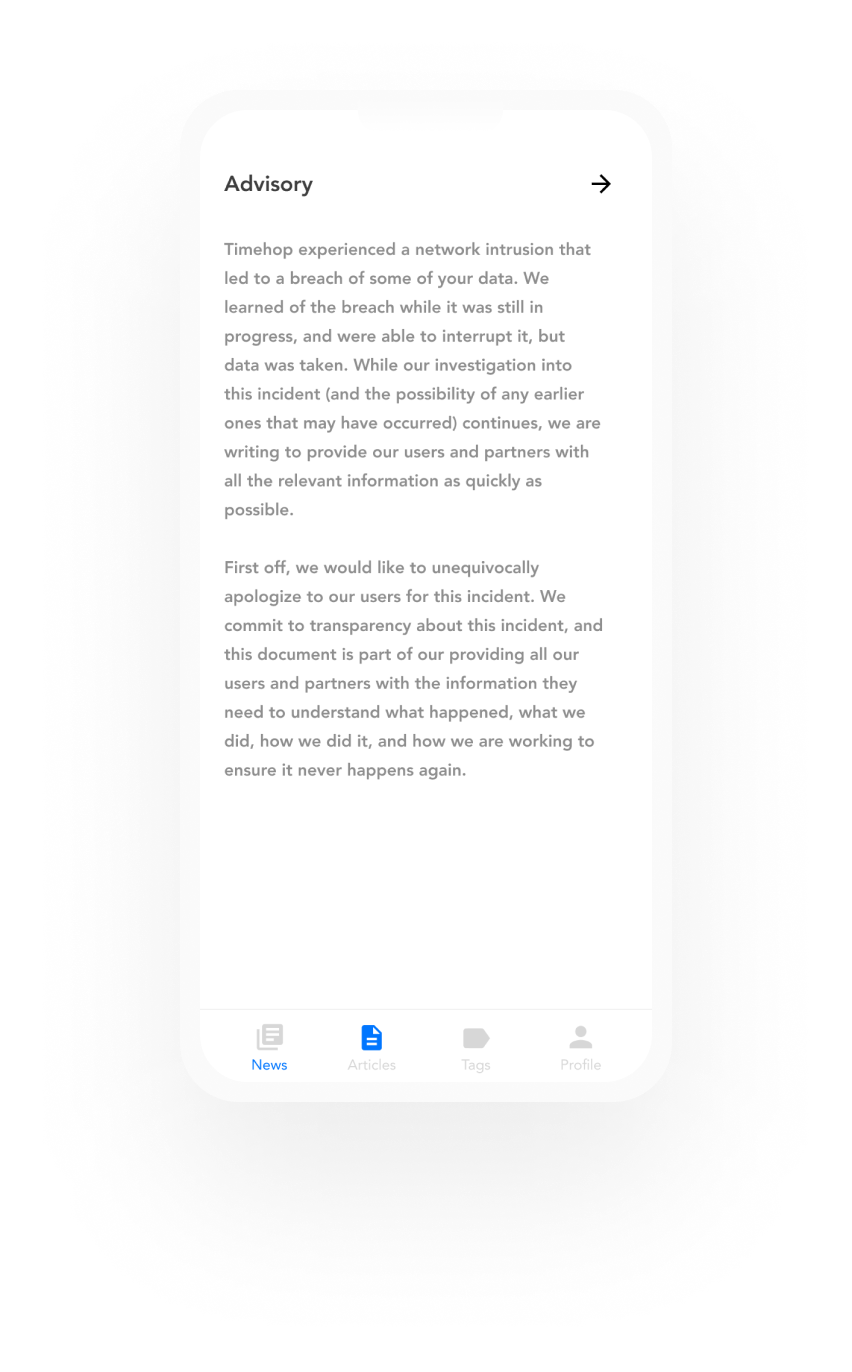 Advisory
Timehop experienced a network intrusion that
led to a breach of some of your data. We
learned of the breach while it was still in
progress, and were able to interrupt it, but
data was taken. While our investigation into
this incident (and the possibility of any earlier
ones that may have occurred) continues, we are
writing to provide our users and partners with
all the relevant information as quickly as
possible.
First off, we would like to unequivocally
apologize to our users for this incident. We
commit to transparency about this incident, and
this document is part of our providing all our
users and partners with the information they
need to understand what happened, what we
did, how we did it, and how we are working to
ensure it never happens again.
News
Articles
Tags
Profile